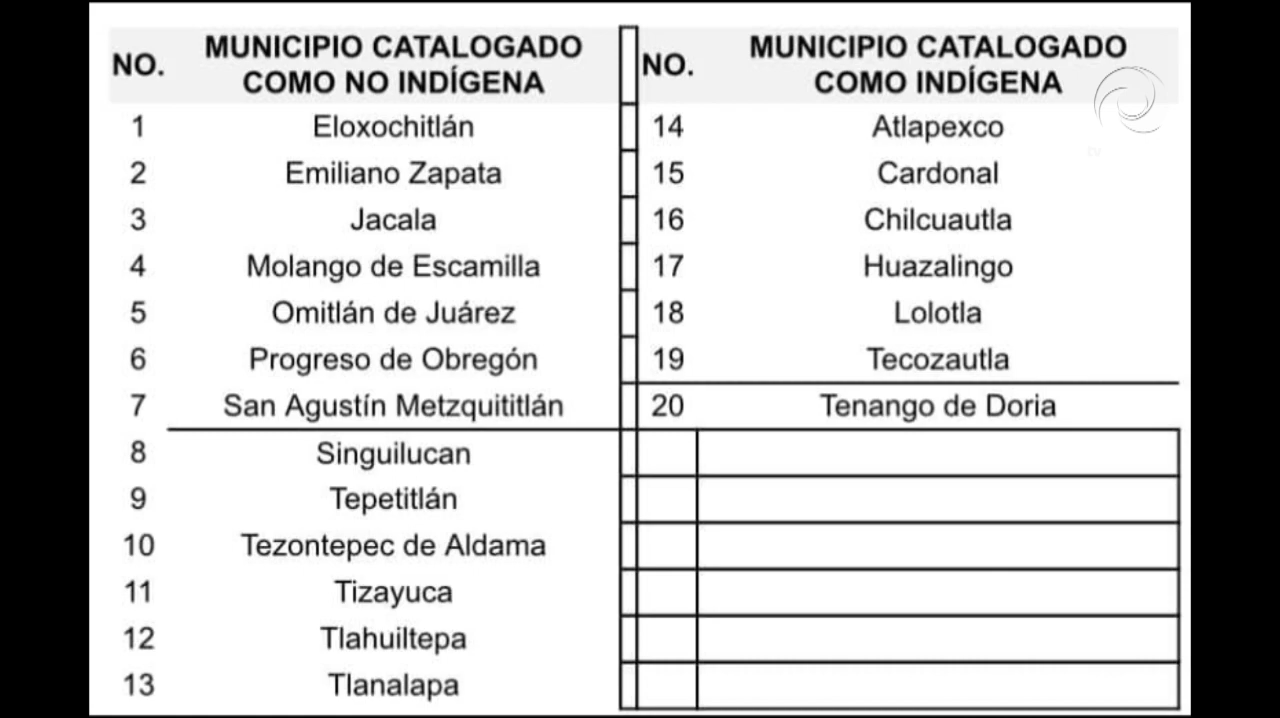 NO. MUNICIPIO CATALOGADO COMO NO INDÍGENA NO. MUNICIPIO CATALOGADO COMO INDÍGENA
1 Eloxochitlán 14 Atlapexco
2 Emiliano Zapata 15 Cardonal
3 Jacala 16 Chilcuautla
4 Molango de Escamilla 17 Huazalingo
5 Omitlán de Juárez 18 Lolotla
6 Progreso de Obregón 19 Tecozautla
7 San Agustín Metzquititlán 20 Tenango de Doria
8 Singuilucan
9 Tepetitlán
10 Tezontepec de Aldama
11 Tizayuca
12 Tlahuiltepa
13 Tlanalapa